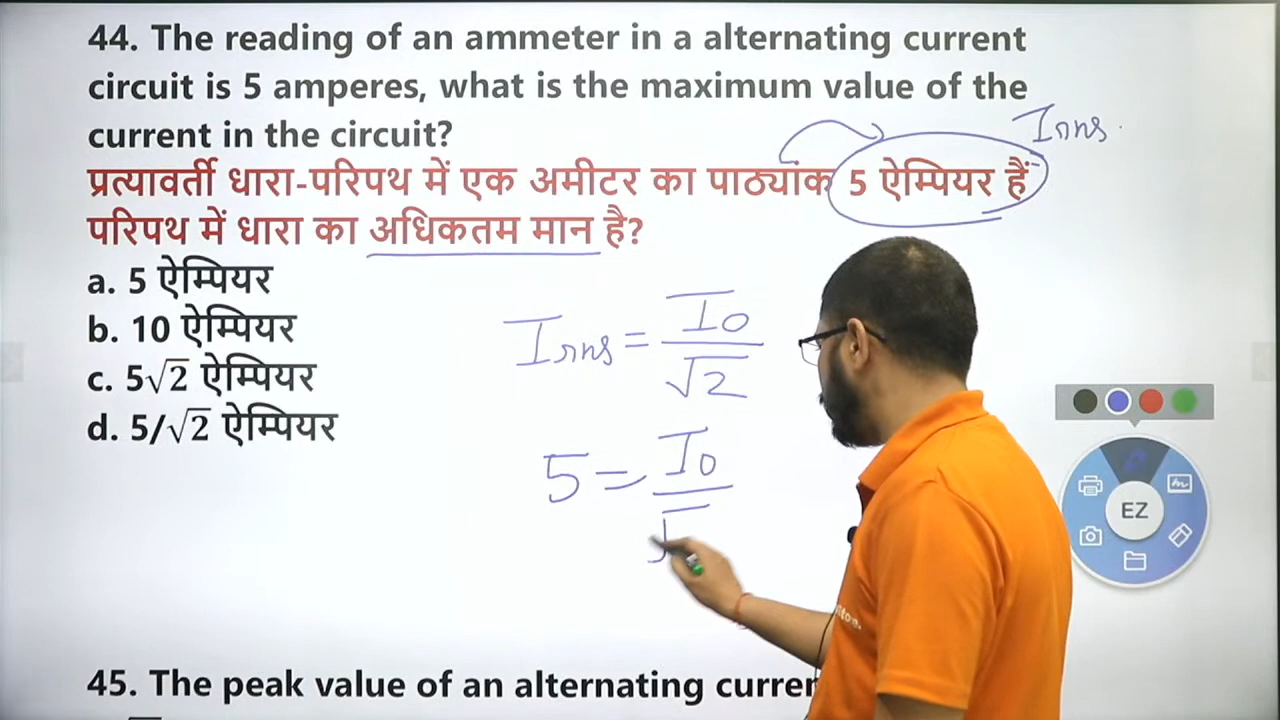 44. The reading of an ammeter in a alternating current
circuit is 5 amperes, what is the maximum value of the
current in the circuit?
Irms.
प्रत्यावर्ती धारा-परिपथ में एक अमीटर का पाठ्यांक 5 ऐम्पियर हैं
परिपथ में धारा का अधिकतम मान है?
a. 5 ऐम्पियर
b. 10 ऐम्पियर
c. 5√2 ऐम्पियर
d. 5/√2 ऐम्पियर
Irms = I0/√2
5 = I0/√
EZ
45. The peak value of an alternating